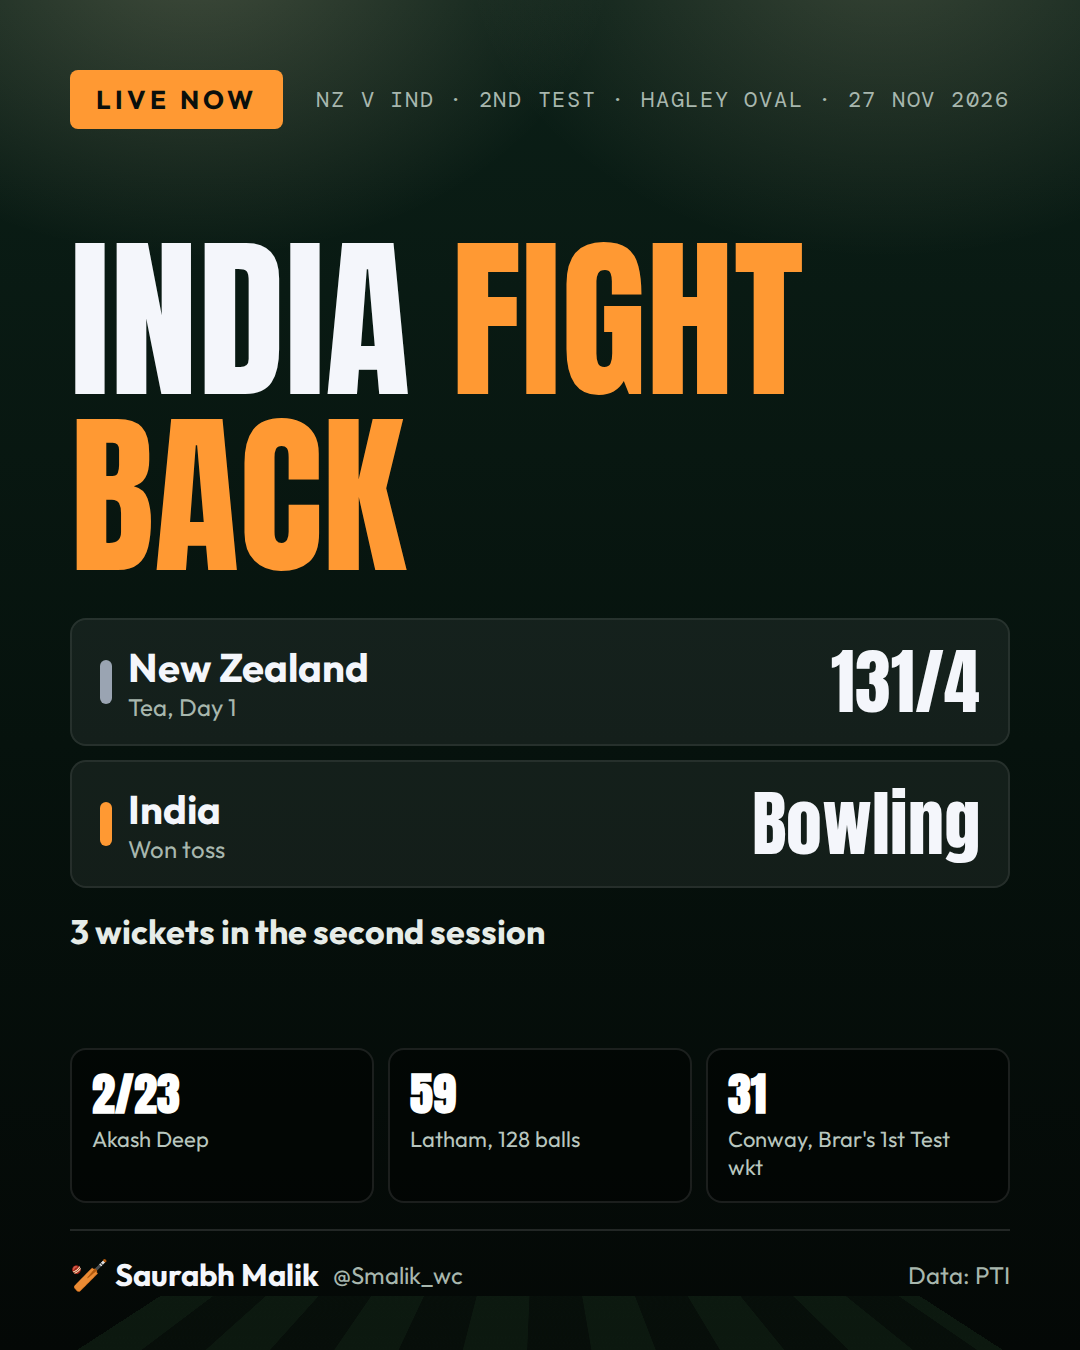 LIVE NOW
NZ V IND · 2ND TEST · HAGLEY OVAL · 27 NOV 2026
INDIA FIGHT
BACK
New Zealand
Tea, Day 1
131/4
India
Won toss
Bowling
3 wickets in the second session
2/23
Akash Deep
59
Latham, 128 balls
31
Conway, Brar's 1st Test
wkt
Saurabh Malik @Smalik_wc
Data: PTI